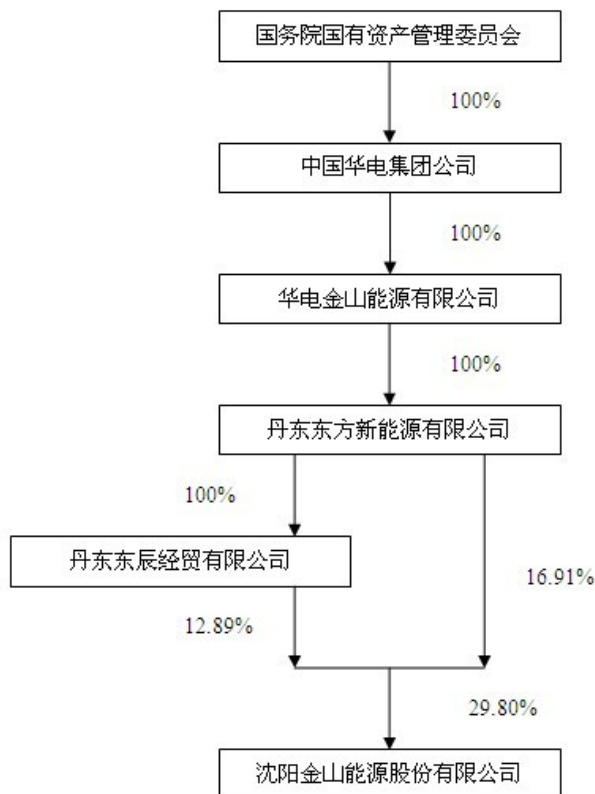 国务院国有资产管理委员会
100%
中国华电集团公司
100%
华电金山能源有限公司
100%
丹东东方新能源有限公司
100%
丹东东辰经贸有限公司
16.91%
12.89%
29.80%
沈阳金山能源股份有限公司